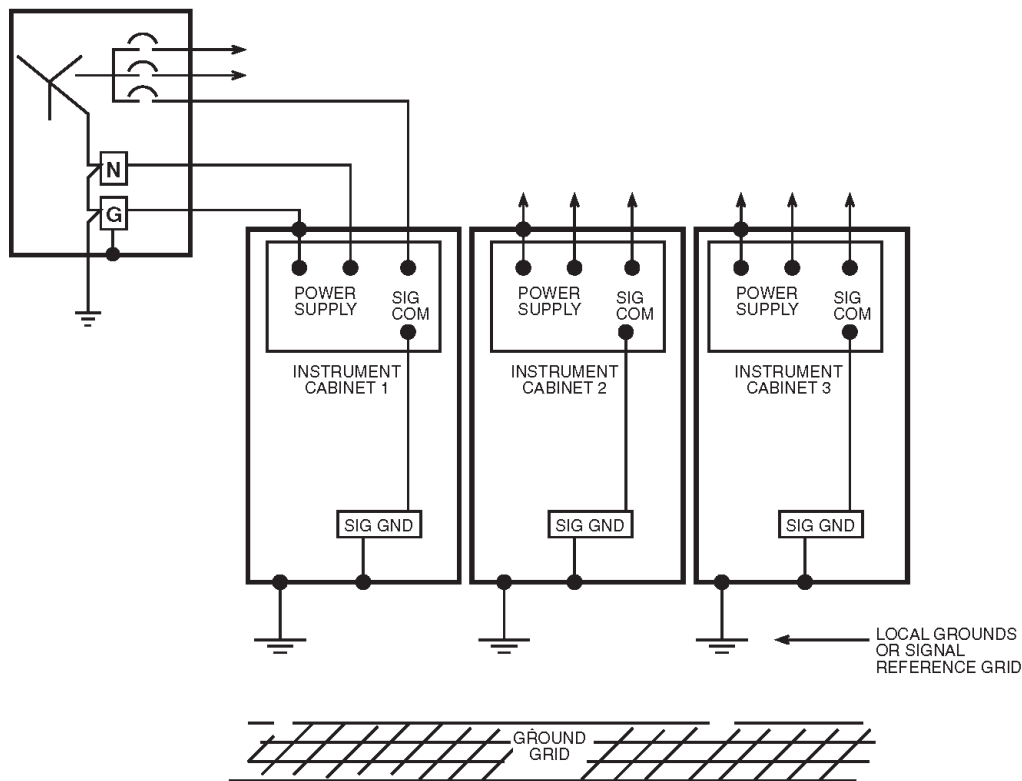 N
G
POWER
SUPPLY
SIG
COM
INSTRUMENT
CABINET 1
SIG GND
POWER
SUPPLY
SIG
COM
INSTRUMENT
CABINET 2
SIG GND
POWER
SUPPLY
SIG
COM
INSTRUMENT
CABINET 3
SIG GND
LOCAL GROUNDS
OR SIGNAL
REFERENCE GRID
GROUND
GRID